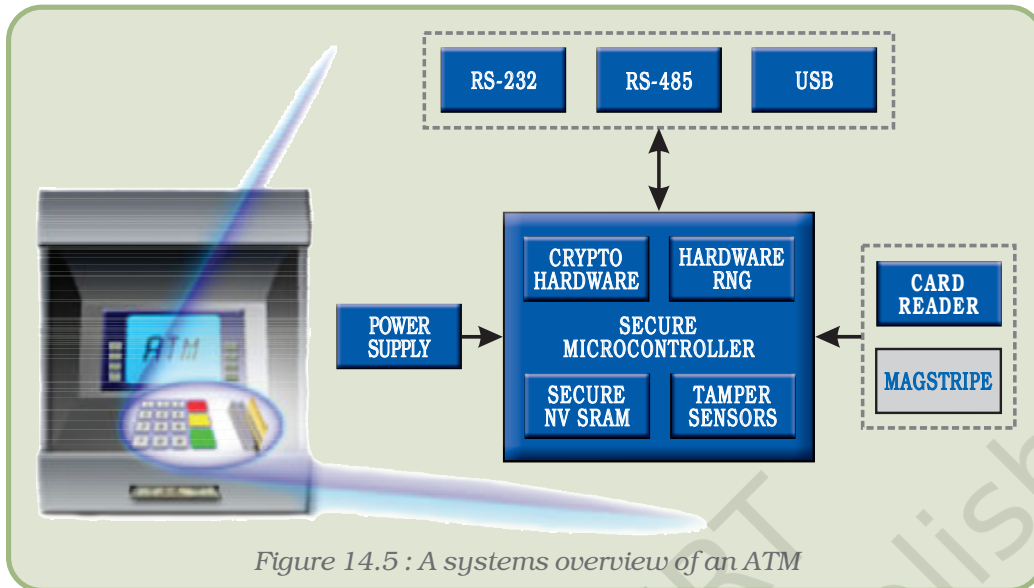 RS-232
RS-485
USB
CRYPTO
HARDWARE
HARDWARE
RNG
CARD
READER
POWER
SUPPLY
SECURE
MICROCONTROLLER
MAGSTRIPE
SECURE
NV SRAM
TAMPER
SENSORS
ATM
Figure 14.5 : A systems overview of an ATM